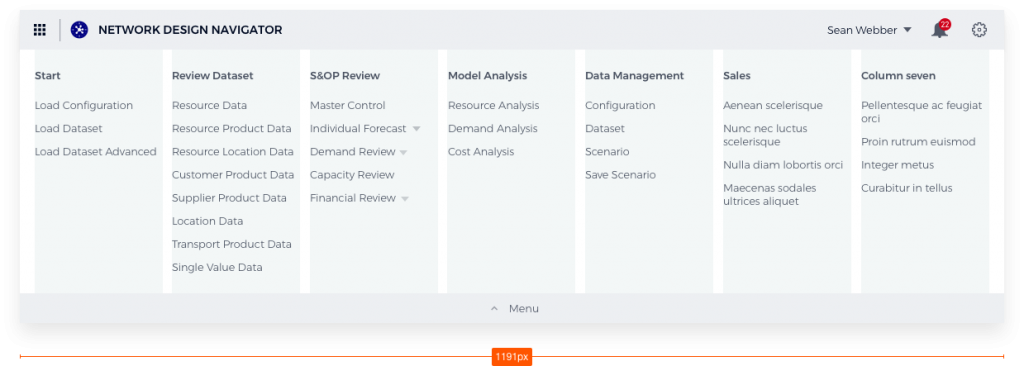 NETWORK DESIGN NAVIGATOR
Sean Webber
22
Start
Load Configuration
Load Dataset
Load Dataset Advanced
Review Dataset
Resource Data
Resource Product Data
Resource Location Data
Customer Product Data
Supplier Product Data
Location Data
Transport Product Data
Single Value Data
S&OP Review
Master Control
Individual Forecast
Demand Review
Capacity Review
Financial Review
Model Analysis
Resource Analysis
Demand Analysis
Cost Analysis
Data Management
Configuration
Dataset
Scenario
Save Scenario
Sales
Aenean scelerisque
Nunc nec luctus
scelerisque
Nulla diam lobortis orci
Maecenas sodales
ultrices aliquet
Column seven
Pellentesque ac feugiat
orci
Proin rutrum euismod
Integer metus
Curabitur in tellus
Menu
1191px